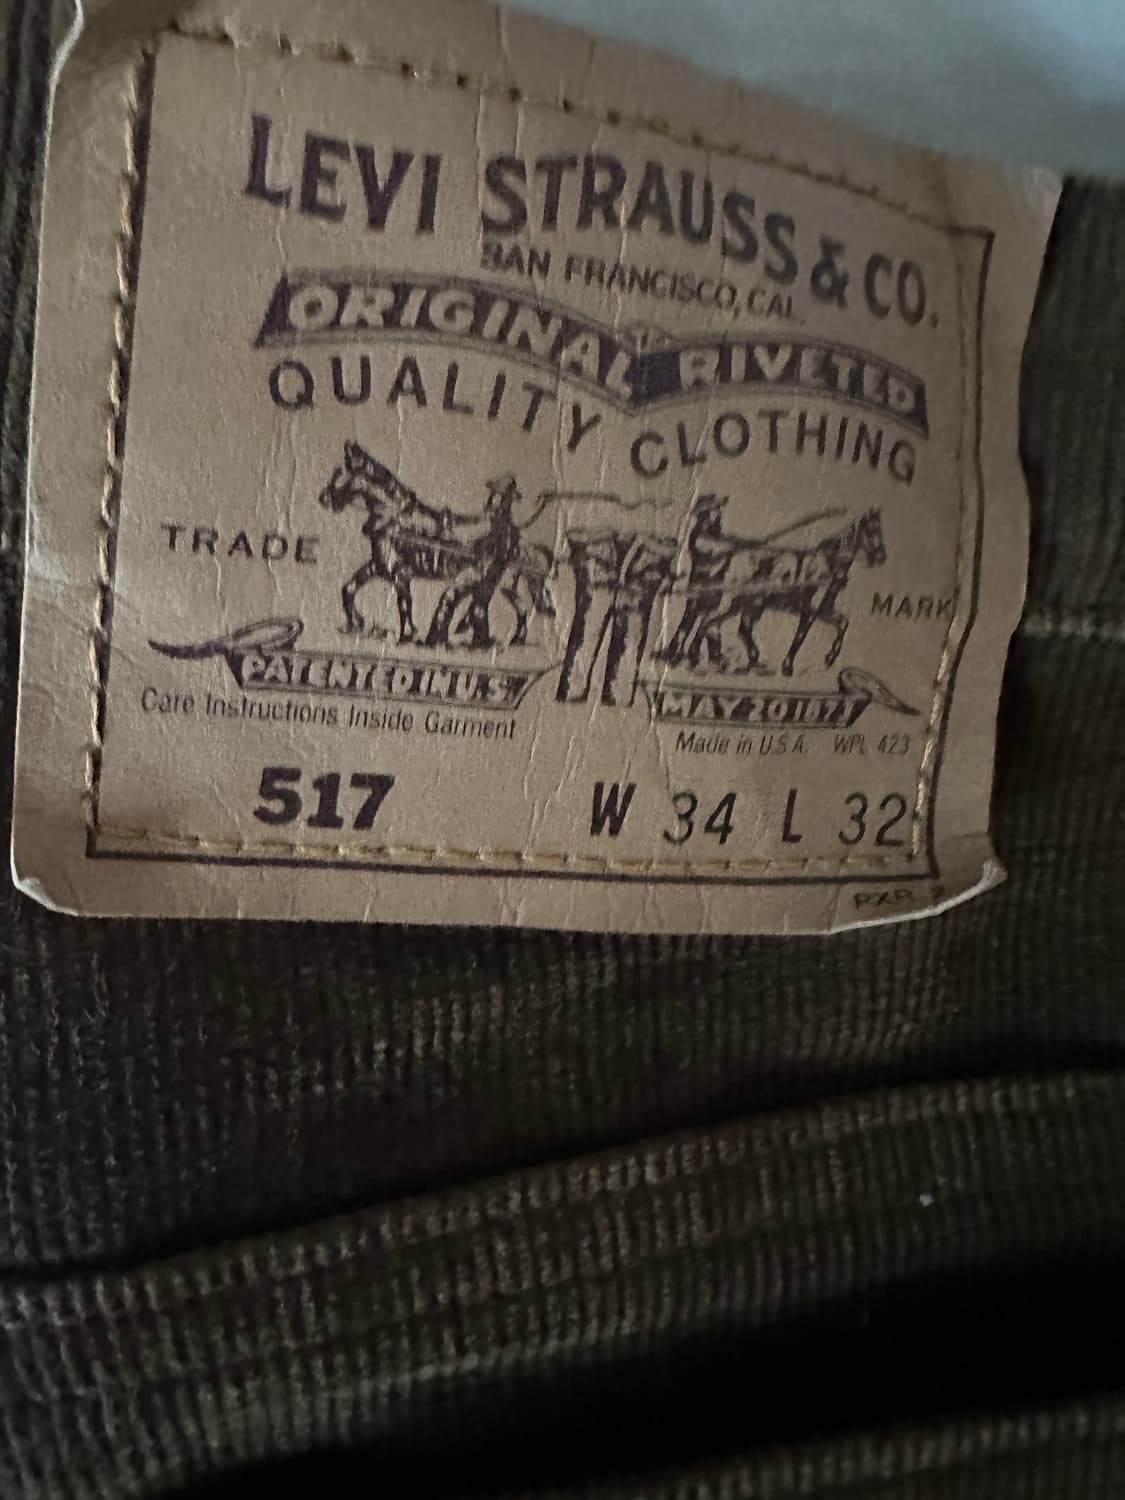 LEVI STRAUSS & CO.
SAN FRANCISCO, CAL.
ORIGINAL RIVETED
QUALITY CLOTHING
TRADE MARK
PATENTED IN U.S. MAY 20 1873
Care Instructions Inside Garment
Made in U.S.A. WPL 423
517 W 34 L 32